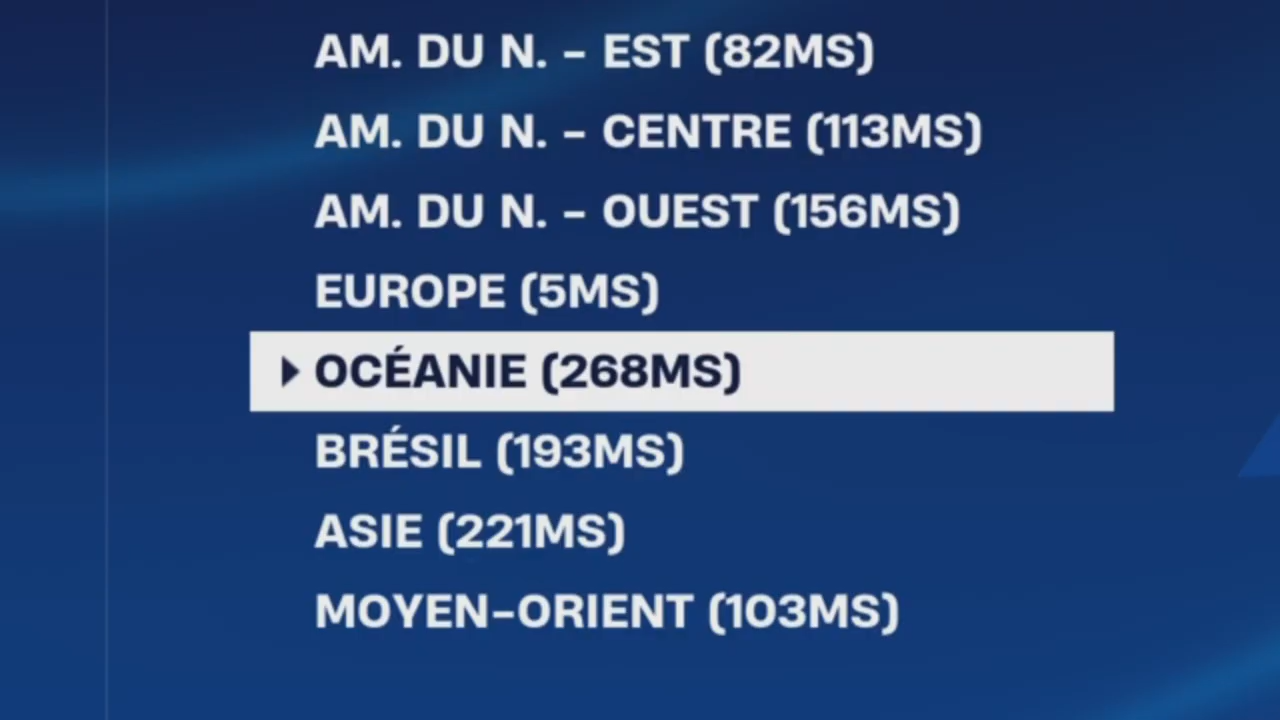 AM. DU N. - EST (82MS)
AM. DU N. - CENTRE (113MS)
AM. DU N. - OUEST (156MS)
EUROPE (5MS)
OCÉANIE (268MS)
BRÉSIL (193MS)
ASIE (221MS)
MOYEN-ORIENT (103MS)